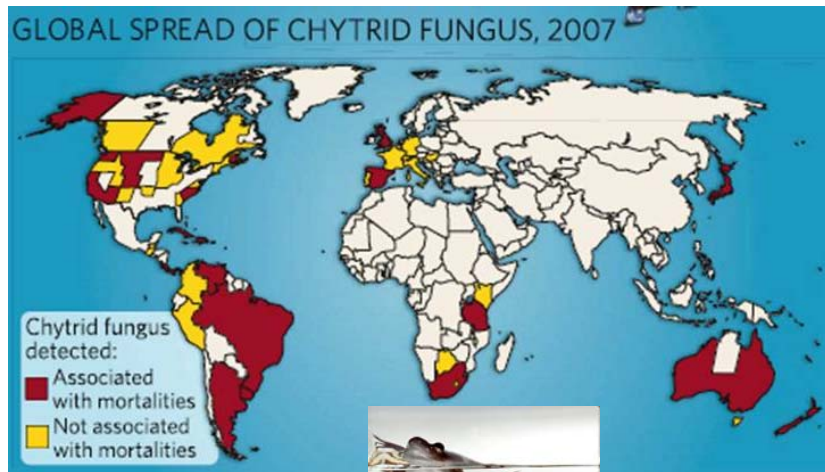 GLOBAL SPREAD OF CHYTRID FUNGUS, 2007
Chytrid fungus
detected:
Associated
with mortalities
Not associated
with mortalities